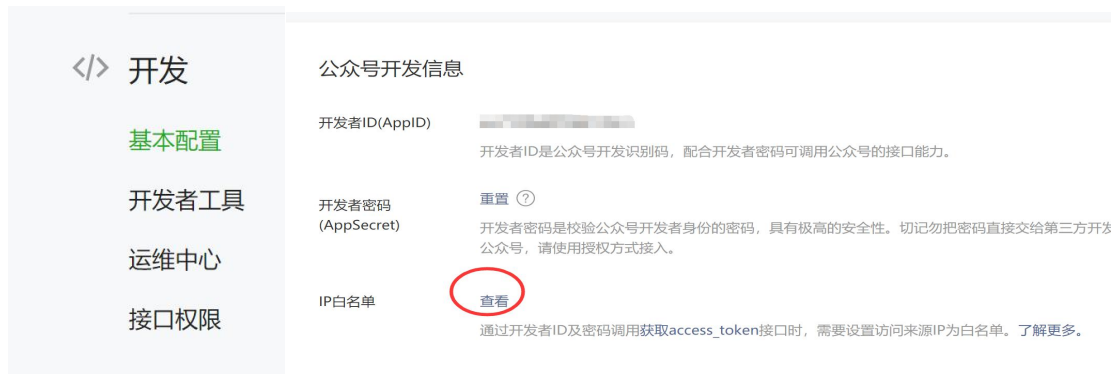 </> 开发
基本配置
开发者工具
运维中心
接口权限
公众号开发信息
开发者ID(AppID)
开发者ID是公众号开发识别码，配合开发者密码可调用公众号的接口能力。
开发者密码
(AppSecret)
重置 ?
开发者密码是校验公众号开发者身份的密码，具有极高的安全性。切记勿把密码直接交给第三方开发
公众号，请使用授权方式接入。
IP白名单
查看
通过开发者ID及密码调用获取access_token接口时，需要设置访问来源IP为白名单。了解更多。